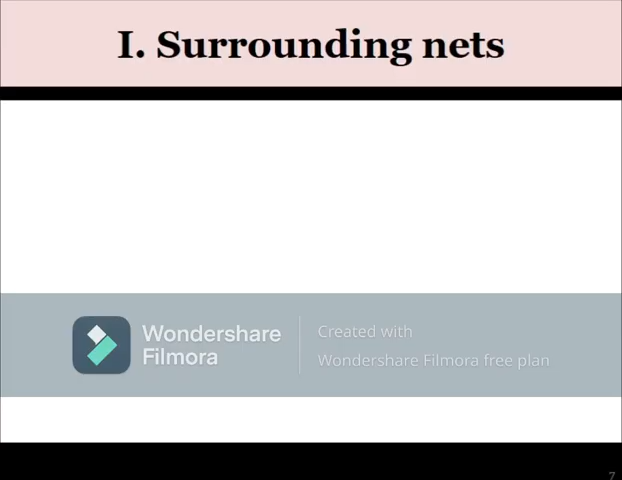 I. Surrounding nets
Wondershare
Filmora
Created with
Wondershare Filmora free plan
7